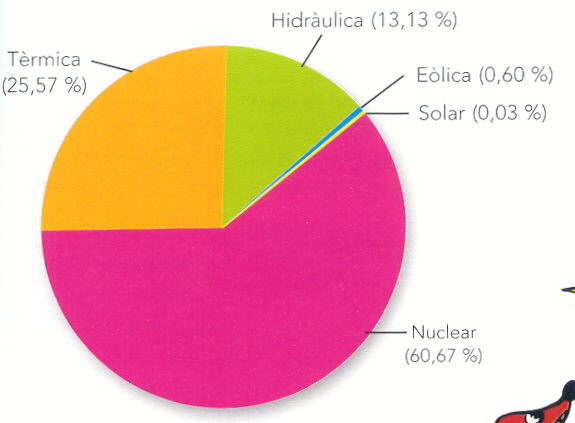 Hidràulica (13,13 %)
Tèrmica
(25,57 %)
Eòlica (0,60 %)
Solar (0,03 %)
Nuclear
(60,67 %)